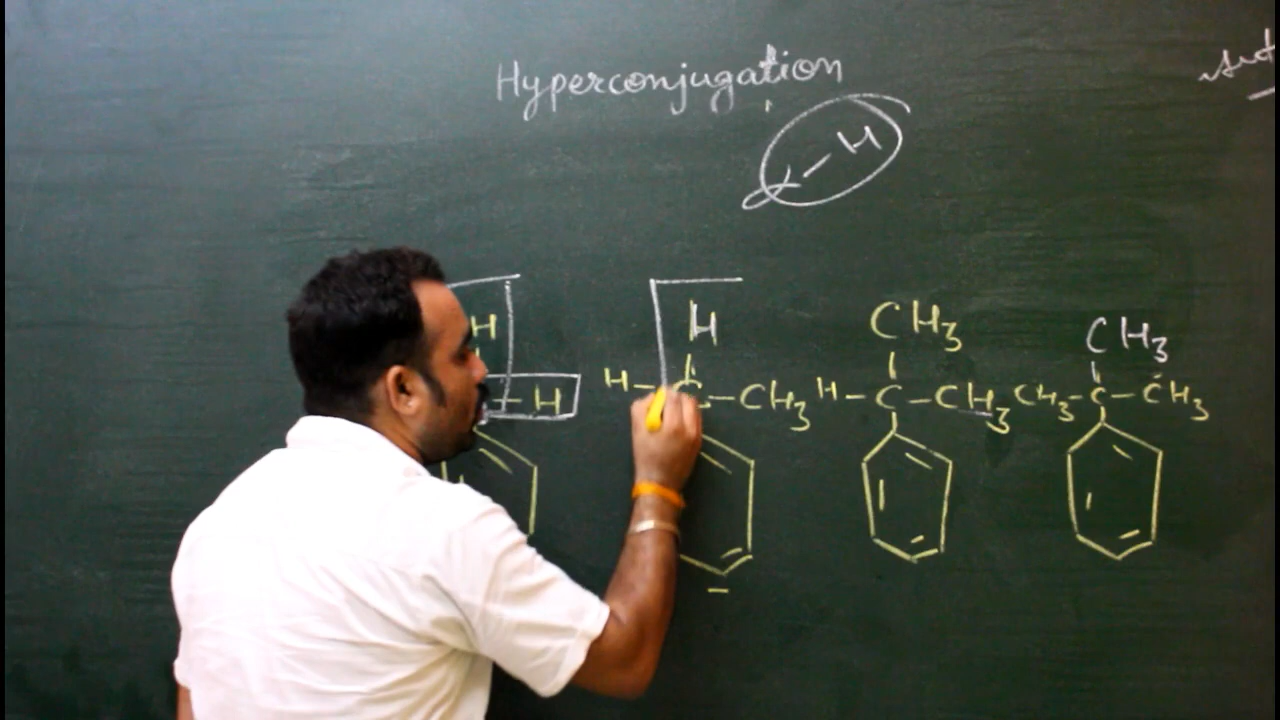 Hyperconjugation
α - H
H
H
H
H - C - CH3
CH3
H - C - CH3
CH3
CH3 - C - CH3